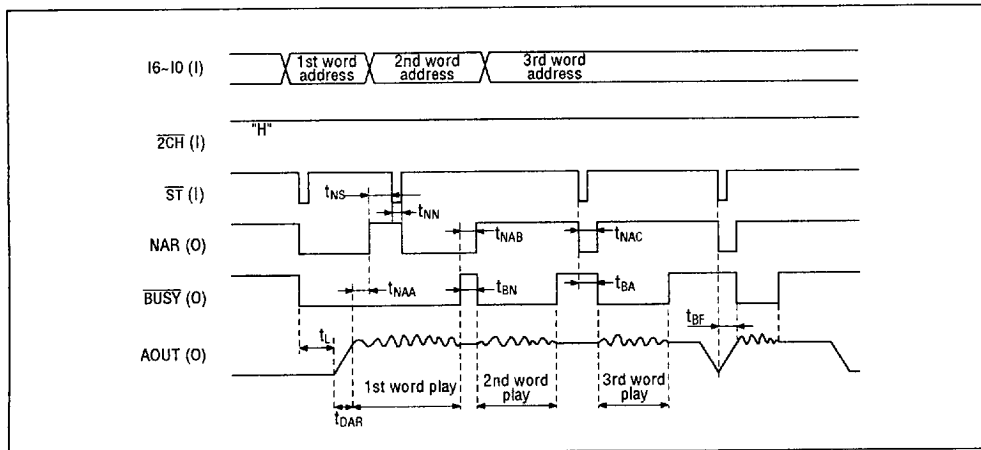 I6~I0 (I)
1st word
address
2nd word
address
3rd word
address
"H"
2CH (I)
ST (I)
tNS
tNN
NAR (O)
tNAB
tNAC
BUSY (O)
tNAA
tBN
tBA
tBF
AOUT (O)
tL
1st word play
2nd word
play
3rd word
play
tDAR